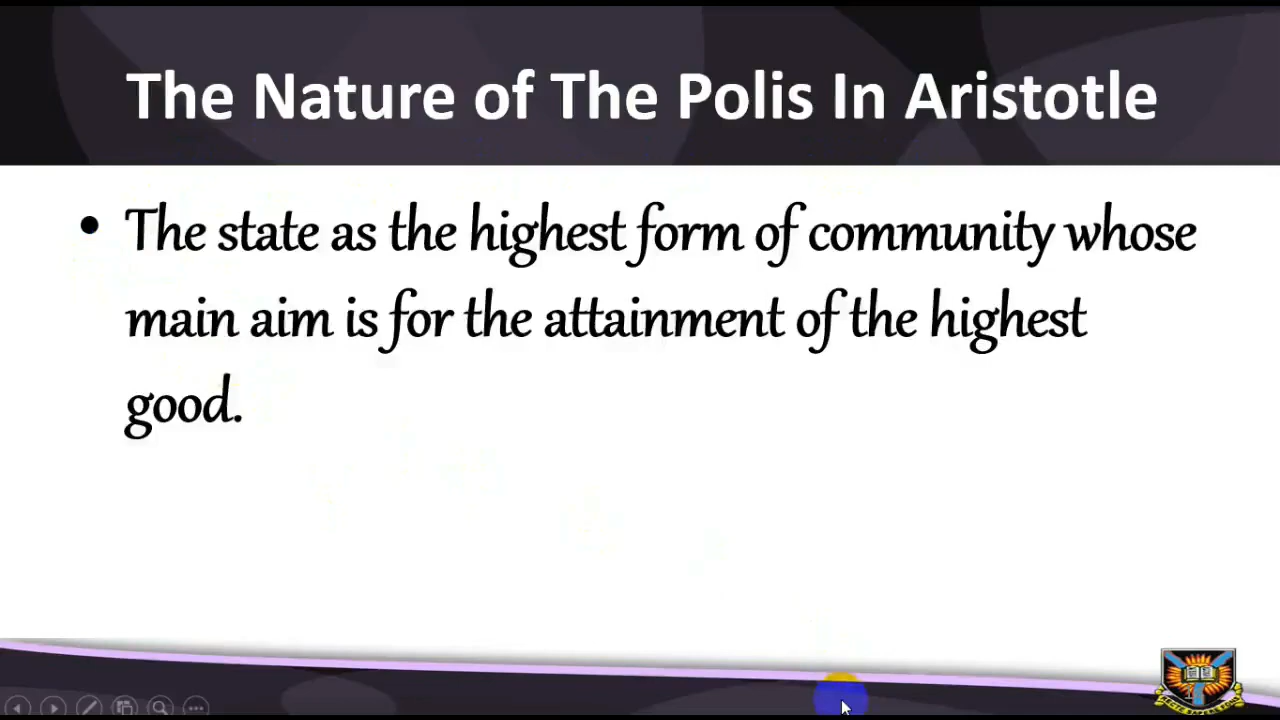 The Nature of The Polis In Aristotle
• The state as the highest form of community whose
main aim is for the attainment of the highest
good.